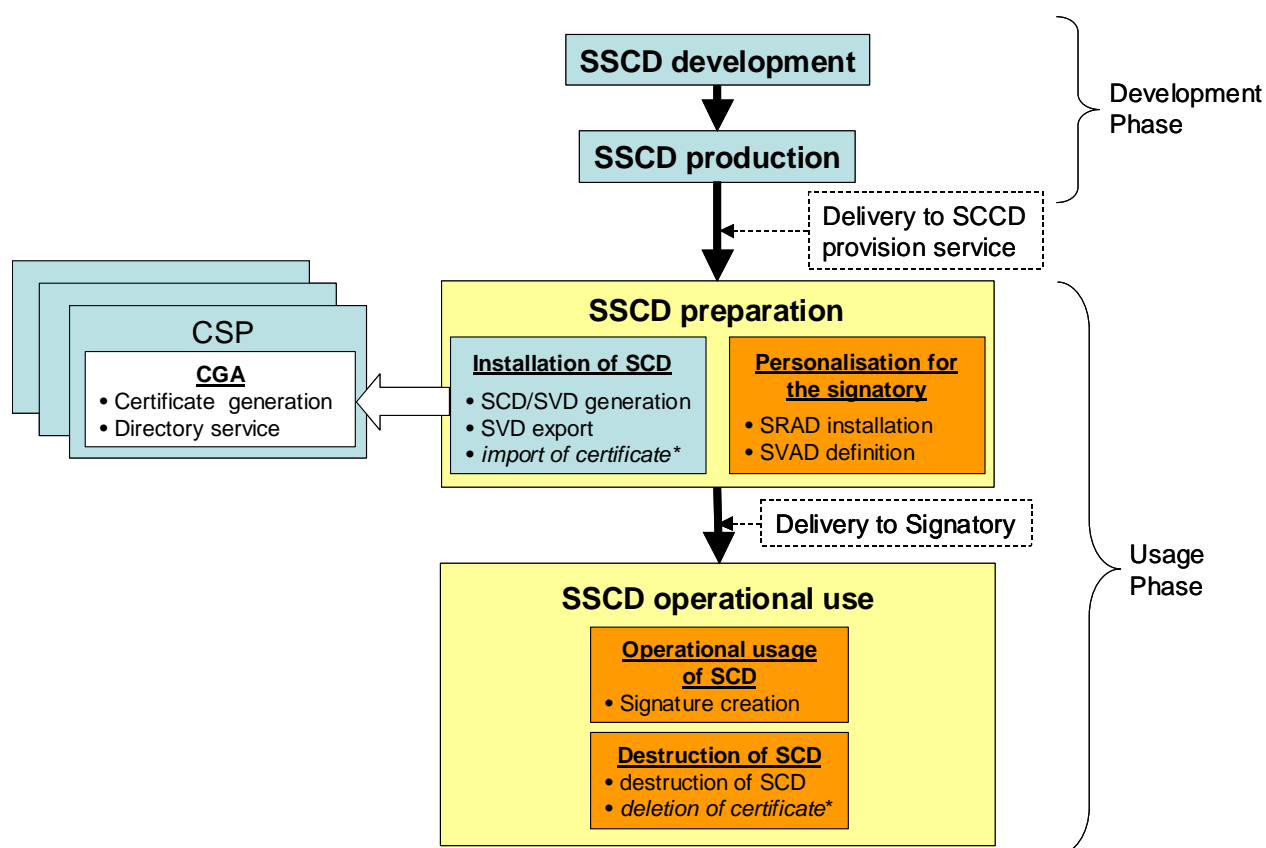 SSCD development
Development
Phase
SSCD production
Delivery to SCCD
provision service
SSCD preparation
CSP
CGA
• Certificate generation
• Directory service
Installation of SCD
• SCD/SVD generation
• SVD export
• import of certificate*
Personalisation for
the signatory
• SRAD installation
• SVAD definition
Delivery to Signatory
Usage
Phase
SSCD operational use
Operational usage
of SCD
• Signature creation
Destruction of SCD
• destruction of SCD
• deletion of certificate*